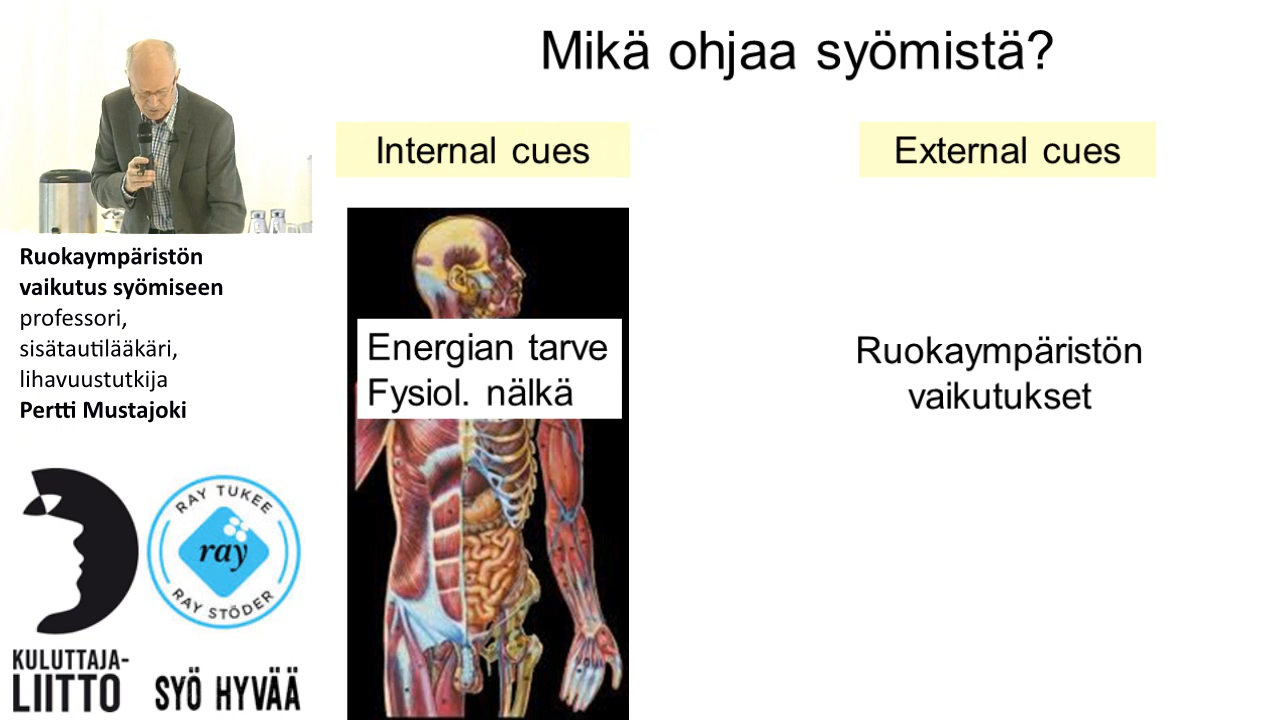 Mikä ohjaa syömistä?
Internal cues
External cues
Energian tarve
Fysiol. nälkä
Ruokaympäristön
vaikutukset
Ruokaympäristön
vaikutus syömiseen
professori,
sisätautilääkäri,
lihavuustutkija
Pertti Mustajoki
RAY TUKEE
ray
RAY STÖDER
KULUTTAJA-
LIITTO
SYÖ HYVÄÄ